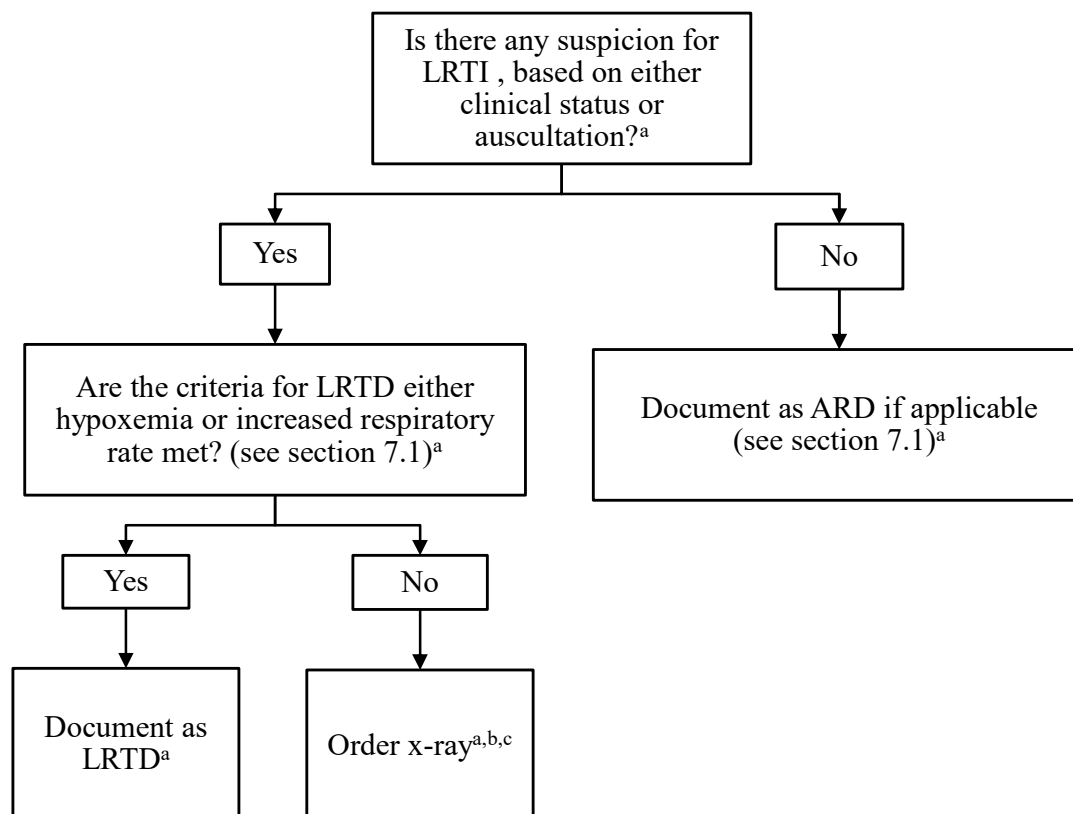 Is there any suspicion for
LRTI , based on either
clinical status or
auscultation?ᵃ
Yes
No
Are the criteria for LRTD either
hypoxemia or increased respiratory
rate met? (see section 7.1)ᵃ
Document as ARD if applicable
(see section 7.1)ᵃ
Yes
No
Document as
LRTDᵃ
Order x-rayᵃ,ᵇ,ᶜ